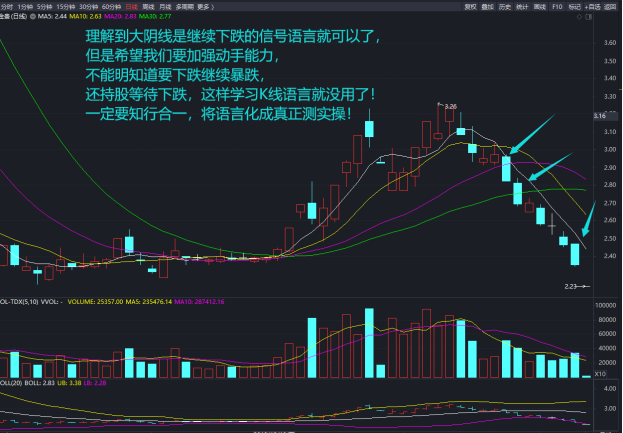 分时 1分钟 5分钟 15分钟 30分钟 60分钟 日线 周线 月线 多周期 更多 〉 复权 叠加 历史 统计 画线 F10 标记 +自选 返回
(日线) MA5: 2.44 MA10: 2.63 MA20: 2.83 MA30: 2.77
理解到大阴线是继续下跌的信号语言就可以了，
但是希望我们要加强动手能力，
不能明知道要下跌继续暴跌，
还持股等待下跌，这样学习K线语言就没用了！
一定要知行合一，将语言化成真正测实操！
3.26
3.60
3.40
3.16
3.00
2.90
2.80
2.70
2.60
2.50
2.40
2.23
OL-TDX(5,10) VVOL: - VOLUME: 25357.00 MA5: 235476.14 MA10: 287412.16
100000
80000
60000
40000
20000
X10
OLL(20) BOLL: 2.83 UB: 3.38 LB: 2.28
4.00
3.00